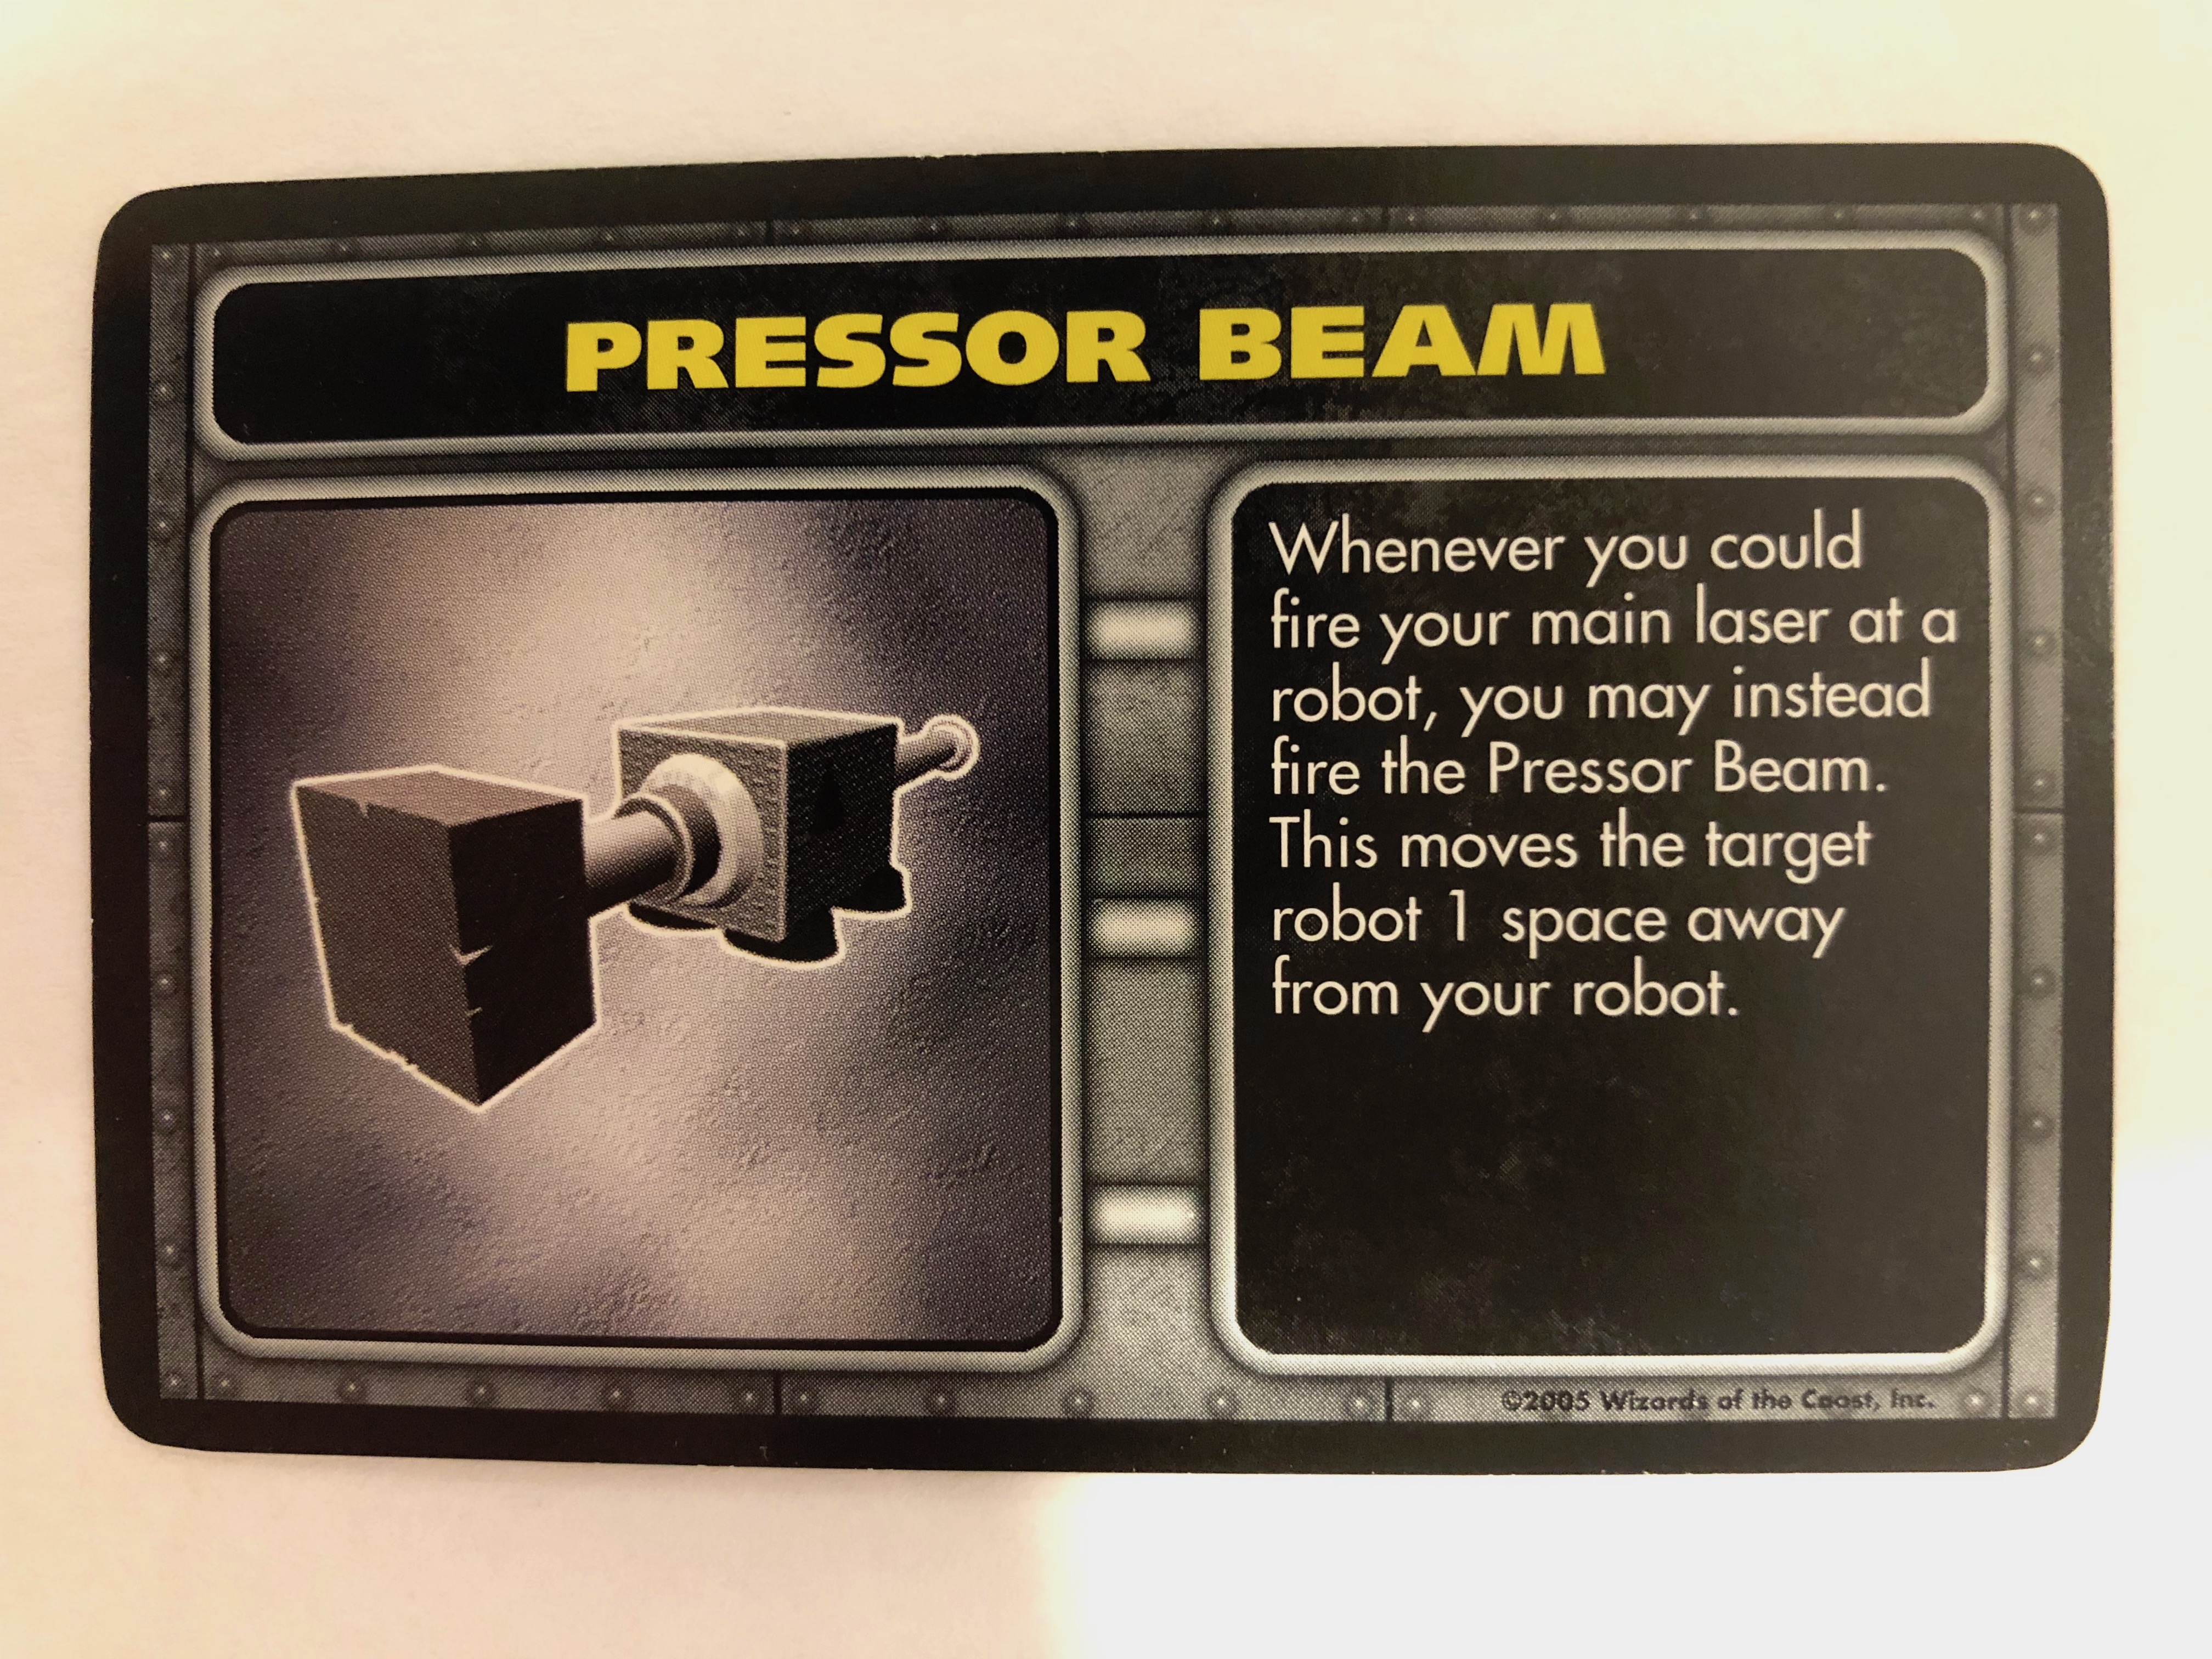 PRESSOR BEAM
Whenever you could
fire your main laser at a
robot, you may instead
fire the Pressor Beam.
This moves the target
robot 1 space away
from your robot.
©2005 Wizards of the Coast, Inc.